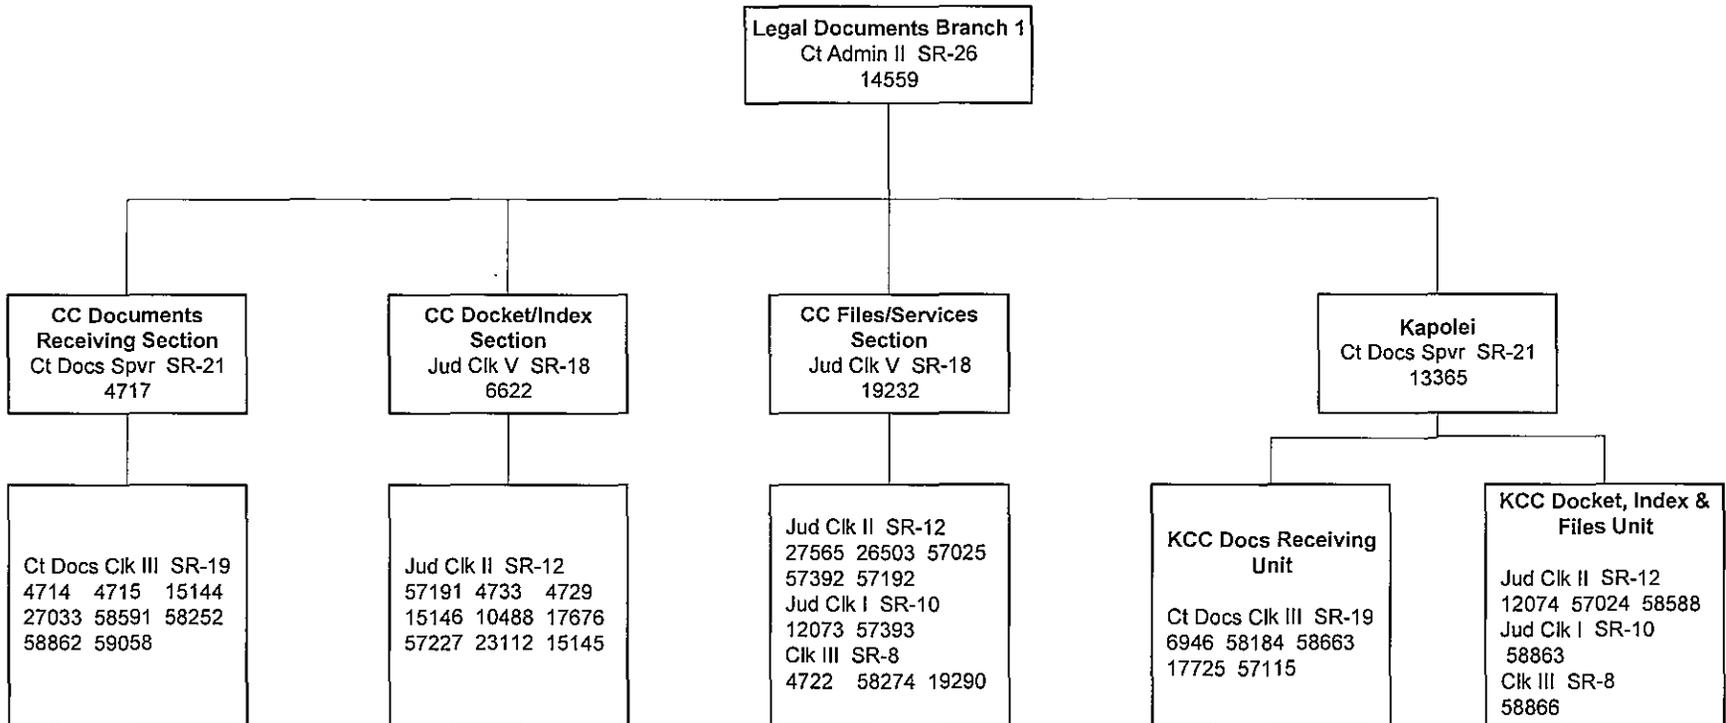 Legal Documents Branch 1
Ct Admin II SR-26
14559
CC Documents
Receiving Section
Ct Docs Spvr SR-21
4717
CC Docket/Index
Section
Jud Clk V SR-18
6622
CC Files/Services
Section
Jud Clk V SR-18
19232
Kapolei
Ct Docs Spvr SR-21
13365
Ct Docs Clk III SR-19
4714 4715 15144
27033 58591 58252
58862 59058
Jud Clk II SR-12
57191 4733 4729
15146 10488 17676
57227 23112 15145
Jud Clk II SR-12
27565 26503 57025
57392 57192
Jud Clk I SR-10
12073 57393
Clk III SR-8
4722 58274 19290
KCC Docs Receiving
Unit
Ct Docs Clk III SR-19
6946 58184 58663
17725 57115
KCC Docket, Index &
Files Unit
Jud Clk II SR-12
12074 57024 58588
Jud Clk I SR-10
58863
Clk III SR-8
58866